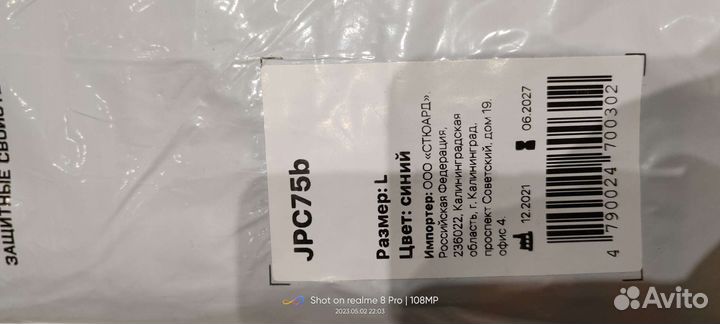 ЗАЩИТНЫЕ СВОЙСТВ
JPC75b
Размер: L
Цвет: синий
Импортер: ООО «СТЮАРД»,
Российская Федерация,
236022, Калининградская
область, г. Калининград,
проспект Советский, дом 19,
офис 4.
12.2021
06.2027
4 790024 700302
Shot on realme 8 Pro | 108MP
2023.05.02 22:03
Avito